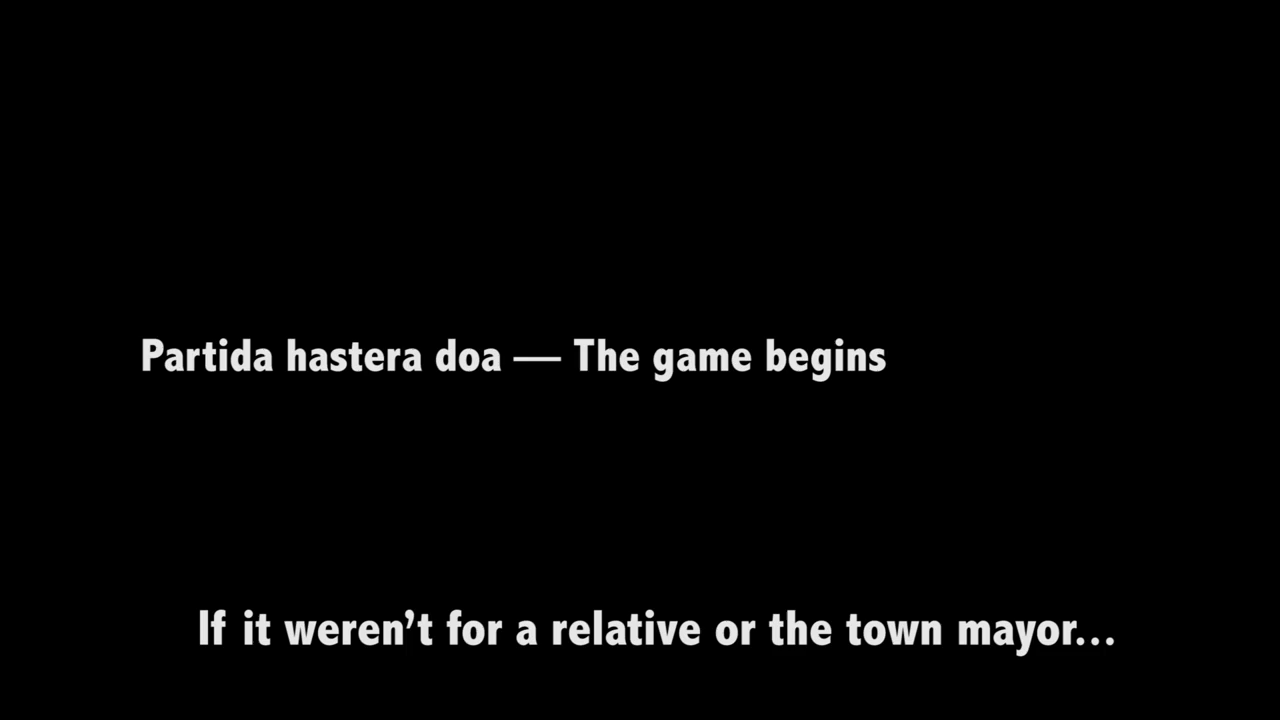 Partida hastera doa — The game begins
If it weren’t for a relative or the town mayor…